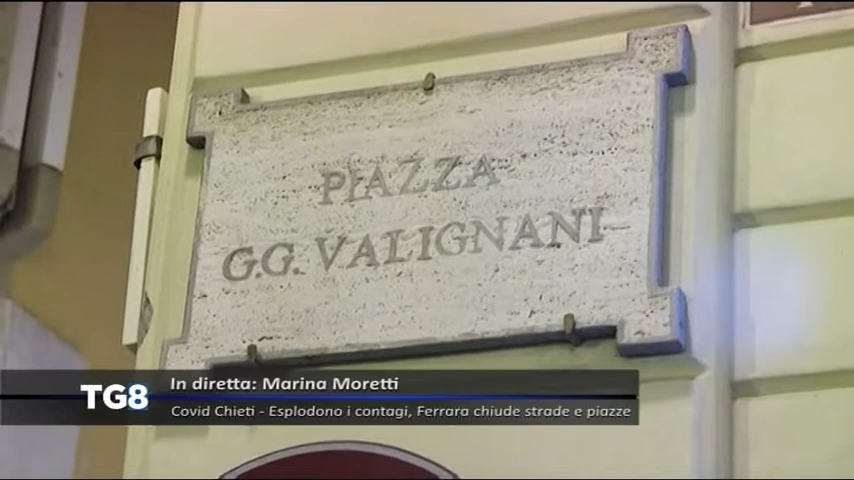 PIAZZA
G.G. VALIGNANI
TG8
In diretta: Marina Moretti
Covid Chieti - Esplodono i contagi, Ferrara chiude strade e piazze